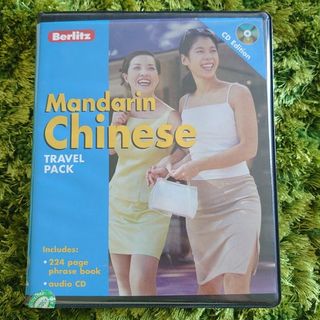 Berlitz
CD Edition
Mandarin
Chinese
TRAVEL
PACK
Includes:
• 224 page
phrase book
• audio CD